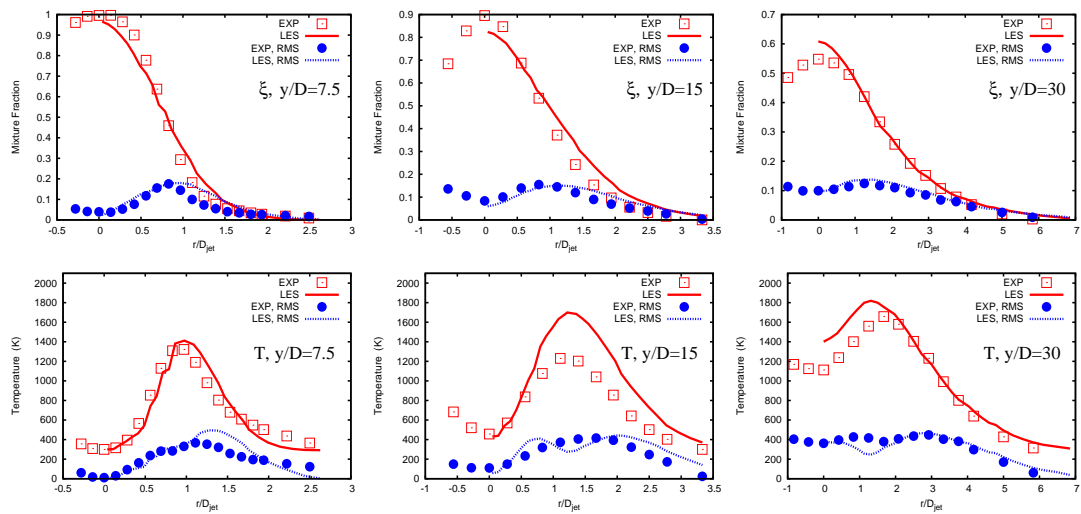 Mixture Fraction
1
0.9
0.8
0.7
0.6
0.5
0.4
0.3
0.2
0.1
0
-0.5 0 0.5 1 1.5 2 2.5 3
r/Djet
EXP
LES
EXP, RMS
LES, RMS
ξ, y/D=7.5
Mixture Fraction
0.9
0.8
0.7
0.6
0.5
0.4
0.3
0.2
0.1
0
-1 -0.5 0 0.5 1 1.5 2 2.5 3 3.5
r/Djet
EXP
LES
EXP, RMS
LES, RMS
ξ, y/D=15
Mixture Fraction
0.7
0.6
0.5
0.4
0.3
0.2
0.1
0
-1 0 1 2 3 4 5 6 7
r/Djet
EXP
LES
EXP, RMS
LES, RMS
ξ, y/D=30
Temperature (K)
2000
1800
1600
1400
1200
1000
800
600
400
200
0
-0.5 0 0.5 1 1.5 2 2.5 3
r/Djet
EXP
LES
EXP, RMS
LES, RMS
T, y/D=7.5
Temperature (K)
2000
1800
1600
1400
1200
1000
800
600
400
200
0
-1 -0.5 0 0.5 1 1.5 2 2.5 3 3.5
r/Djet
EXP
LES
EXP, RMS
LES, RMS
T, y/D=15
Temperature (K)
2000
1800
1600
1400
1200
1000
800
600
400
200
0
-1 0 1 2 3 4 5 6 7
r/Djet
EXP
LES
EXP, RMS
LES, RMS
T, y/D=30